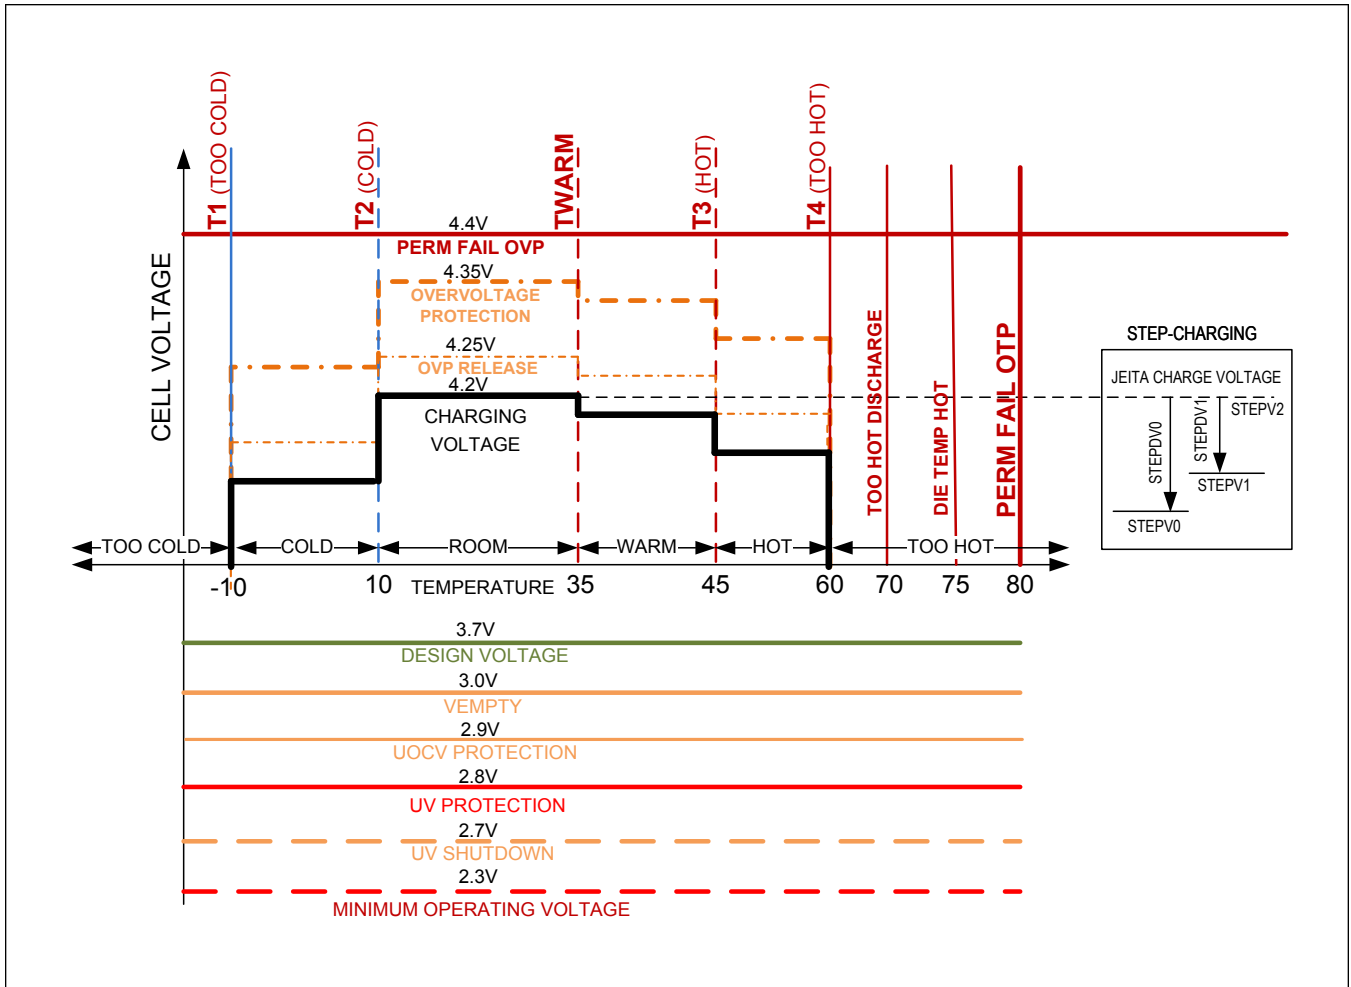 T1 (TOO COLD)
T2 (COLD)
TWARM
T3 (HOT)
T4 (TOO HOT)
CELL VOLTAGE
4.4V
PERM FAIL OVP
4.35V
OVERVOLTAGE
PROTECTION
4.25V
OVP RELEASE
4.2V
CHARGING
VOLTAGE
TOO HOT DISCHARGE
DIE TEMP HOT
PERM FAIL OTP
STEP-CHARGING
JEITA CHARGE VOLTAGE
STEPDV0
STEPDV1
STEPV2
STEPV1
STEPV0
TOO COLD
COLD
ROOM
WARM
HOT
TOO HOT
-10
10
TEMPERATURE
35
45
60
70
75
80
3.7V
DESIGN VOLTAGE
3.0V
VEMPTY
2.9V
UOCV PROTECTION
2.8V
UV PROTECTION
2.7V
UV SHUTDOWN
2.3V
MINIMUM OPERATING VOLTAGE